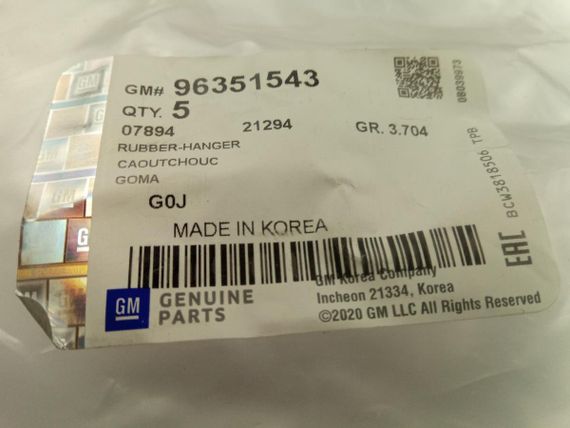 GM# 96351543
QTY. 5
07894 21294 GR. 3.704
RUBBER-HANGER
CAOUTCHOUC
GOMA
G0J
MADE IN KOREA
GM Korea Company
Incheon 21334, Korea
©2020 GM LLC All Rights Reserved
GM GENUINE
PARTS
08039973
BCW3818506 TPB
EAC
GM